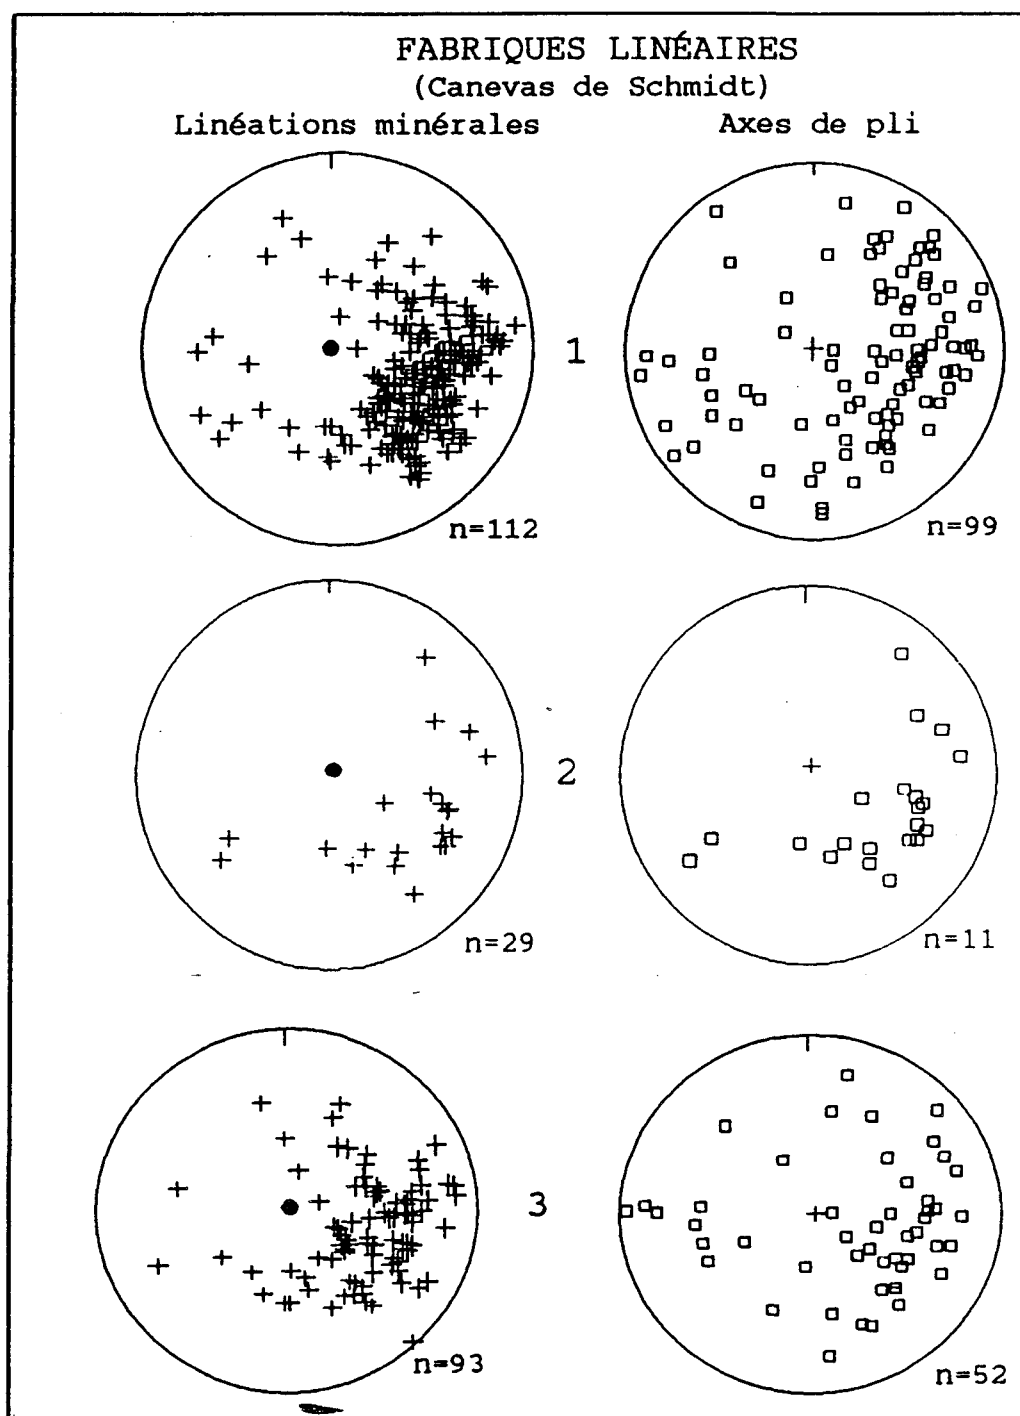 FABRIQUES LINÉAIRES
(Canevas de Schmidt)
Linéations minérales
Axes de pli
1
n=112
n=99
2
n=29
n=11
3
n=93
n=52